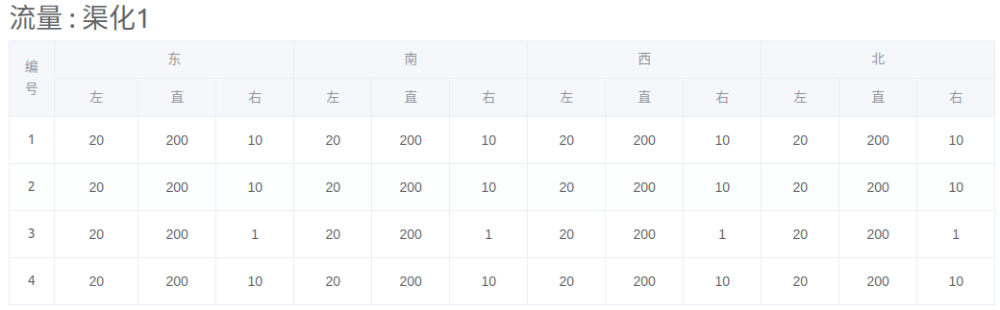 流量 : 渠化1
编号 东 南 西 北
左 直 右 左 直 右 左 直 右 左 直 右
1 20 200 10 20 200 10 20 200 10 20 200 10
2 20 200 10 20 200 10 20 200 10 20 200 10
3 20 200 1 20 200 1 20 200 1 20 200 1
4 20 200 10 20 200 10 20 200 10 20 200 10